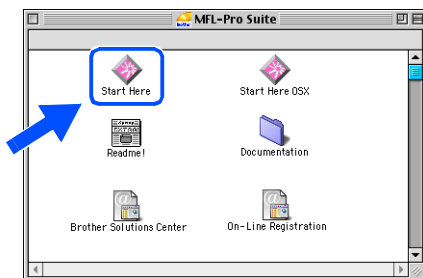 MFL-Pro Suite
Start Here
Start Here OSX
Readme!
Documentation
Brother Solutions Center
On-Line Registration